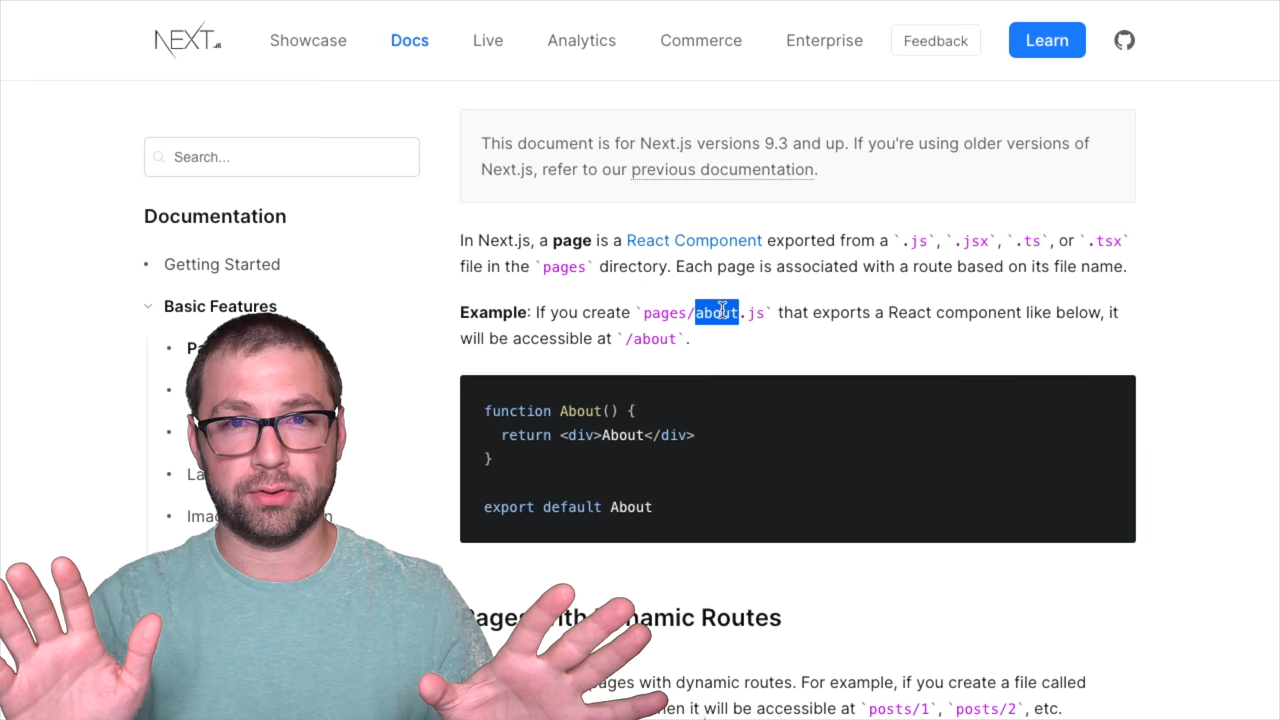 NEXT.JS Showcase Docs Live Analytics Commerce Enterprise Feedback Learn
Search...
Documentation
Getting Started
Basic Features
This document is for Next.js versions 9.3 and up. If you're using older versions of
Next.js, refer to our previous documentation.
In Next.js, a page is a React Component exported from a `.js`, `.jsx`, `.ts`, or `.tsx`
file in the `pages` directory. Each page is associated with a route based on its file name.
Example: If you create `pages/about.js` that exports a React component like below, it
will be accessible at `/about`.
function About() {
return <div>About</div>
}
export default About
Dynamic Routes
pages with dynamic routes. For example, if you create a file called
it will be accessible at `posts/1`, `posts/2`, etc.